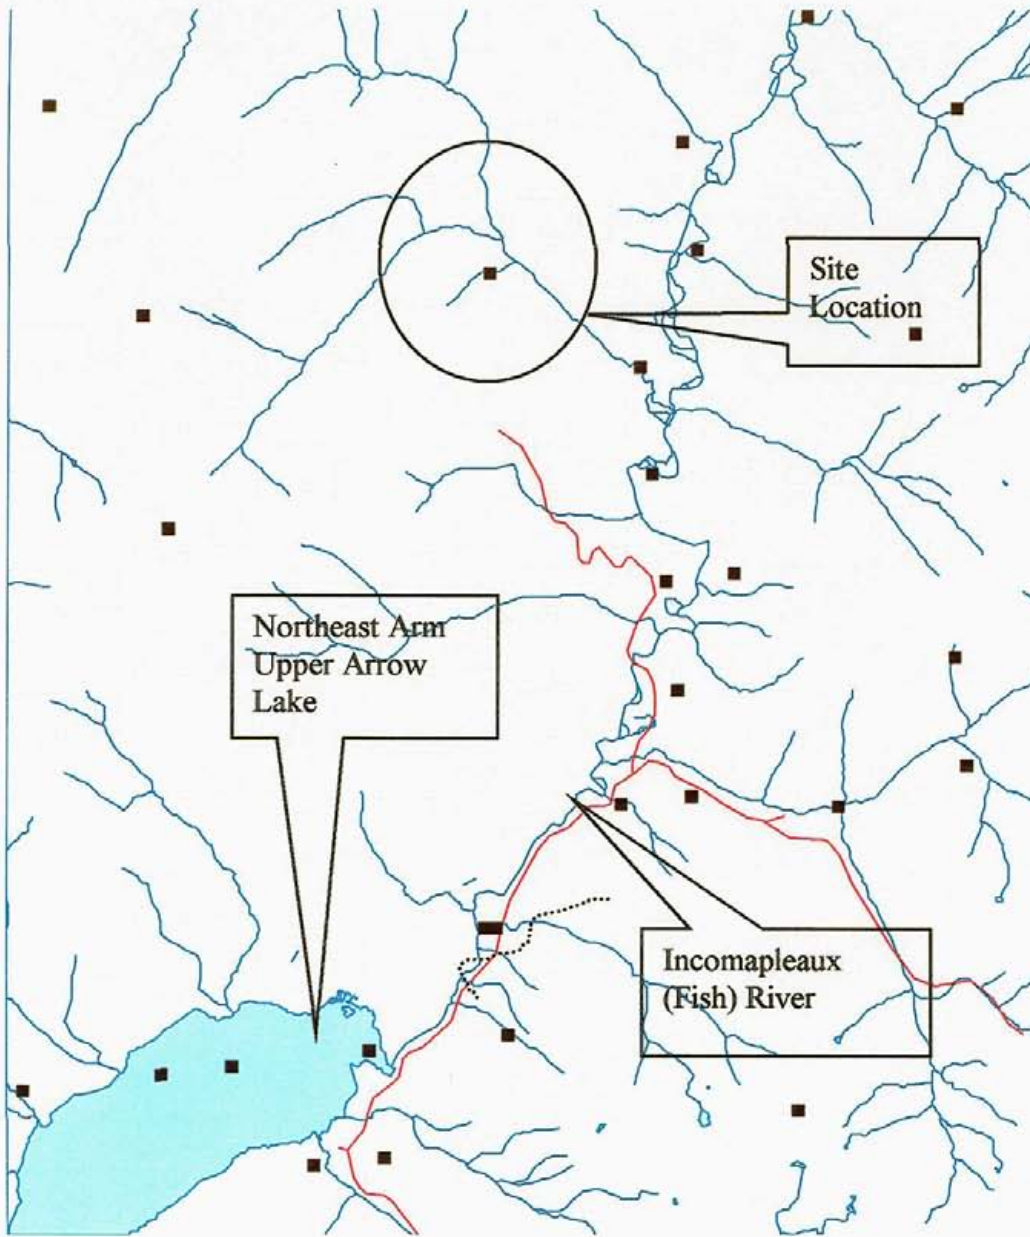 Site
Location
Northeast Arm
Upper Arrow
Lake
Incomapleaux
(Fish) River